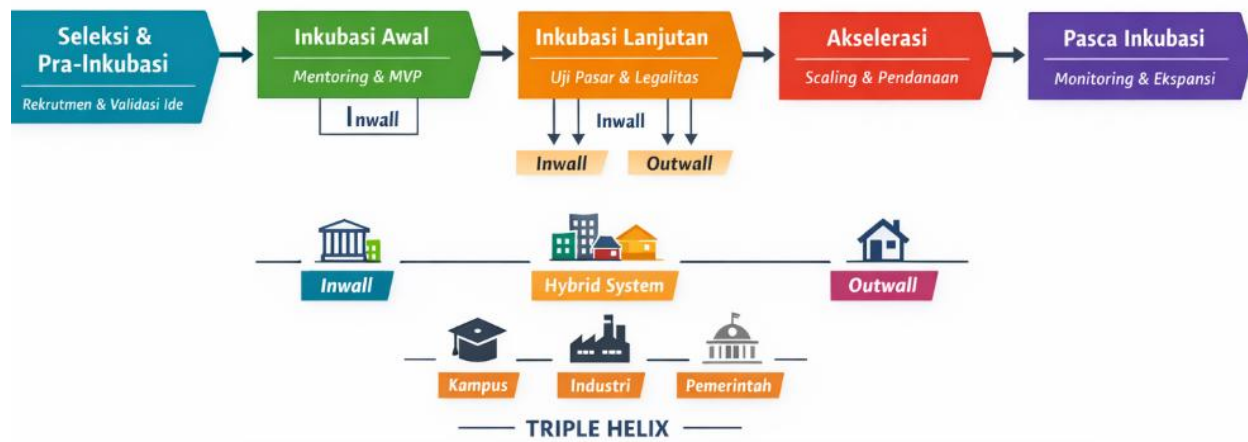 Seleksi &
Pra-Inkubasi
Rekrutmen & Validasi Ide
Inkubasi Awal
Mentoring & MVP
Inwall
Inkubasi Lanjutan
Uji Pasar & Legalitas
Inwall
Inwall
Outwall
Akselerasi
Scaling & Pendanaan
Pasca Inkubasi
Monitoring & Ekspansi
Inwall
Hybrid System
Outwall
Kampus
Industri
Pemerintah
TRIPLE HELIX